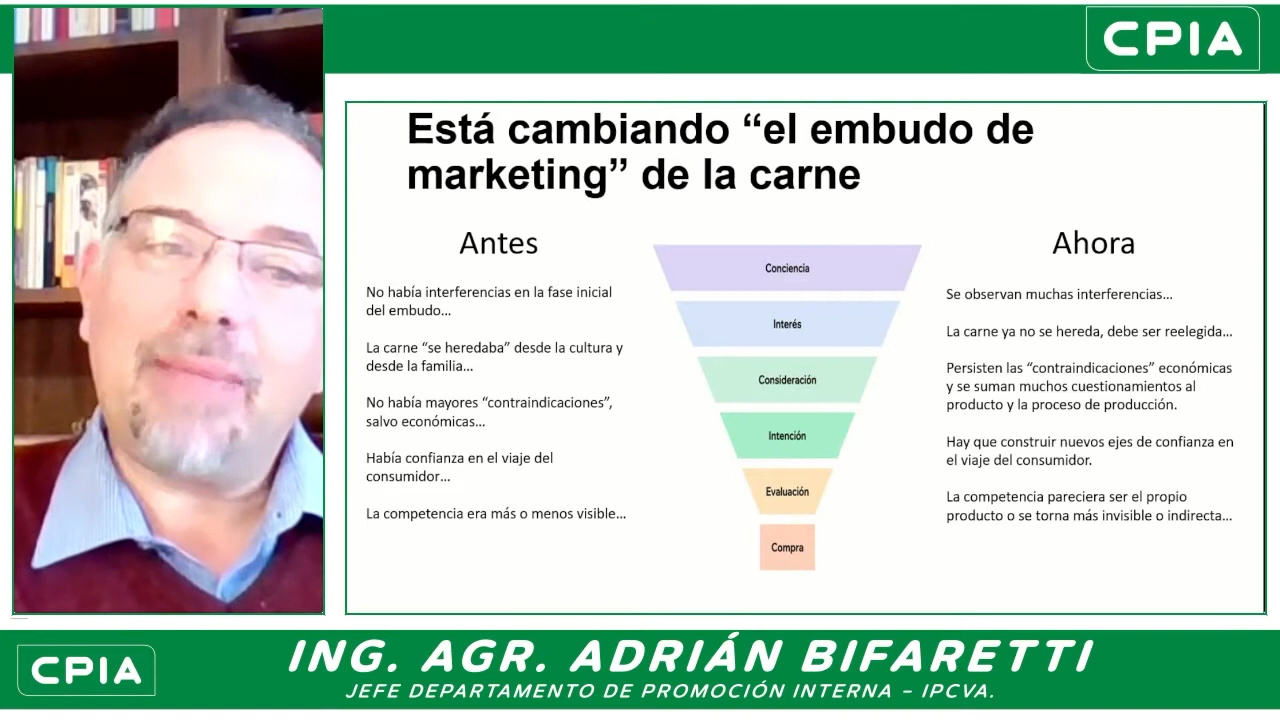 CPIA
Está cambiando “el embudo de
marketing” de la carne
Antes
No había interferencias en la fase inicial
del embudo...
La carne “se heredaba” desde la cultura y
desde la familia...
No había mayores “contraindicaciones”,
salvo económicas...
Había confianza en el viaje del
consumidor...
La competencia era más o menos visible...
Conciencia
Interés
Consideración
Intención
Evaluación
Compra
Ahora
Se observan muchas interferencias...
La carne ya no se hereda, debe ser reelegida...
Persisten las “contraindicaciones” económicas
y se suman muchos cuestionamientos al
producto y la proceso de producción.
Hay que construir nuevos ejes de confianza en
el viaje del consumidor.
La competencia pareciera ser el propio
producto o se torna más invisible o indirecta...
CPIA
ING. AGR. ADRIÁN BIFARETTI
JEFE DEPARTAMENTO DE PROMOCIÓN INTERNA – IPCVA.